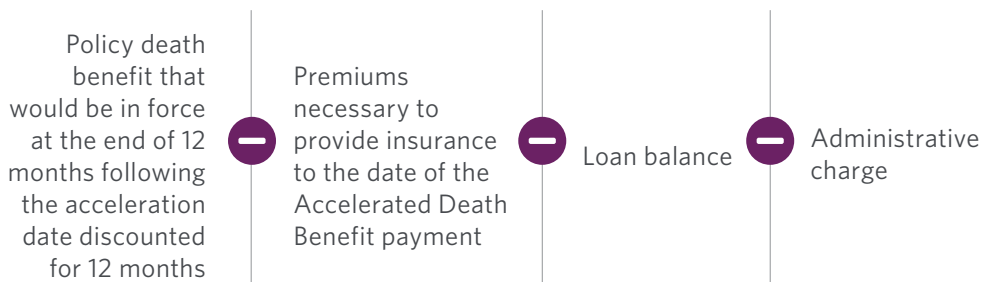 Policy death
benefit that
would be in force
at the end of 12
months following
the acceleration
date discounted
for 12 months
Premiums
necessary to
provide insurance
to the date of the
Accelerated Death
Benefit payment
Loan balance
Administrative
charge